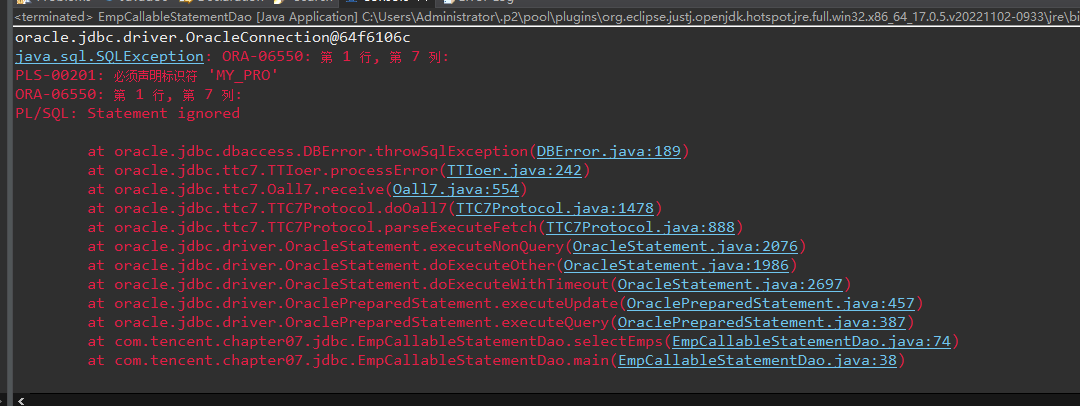 <terminated> EmpCallableStatementDao [Java Application] C:\Users\Administrator\.p2\pool\plugins\org.eclipse.justj.openjdk.hotspot.jre.full.win32.x86_64_17.0.5.v20221102-0933\jre\bi
oracle.jdbc.driver.OracleConnection@64f6106c
java.sql.SQLException: ORA-06550: 第 1 行, 第 7 列:
PLS-00201: 必须声明标识符 'MY_PRO'
ORA-06550: 第 1 行, 第 7 列:
PL/SQL: Statement ignored
at oracle.jdbc.dbaccess.DBError.throwSqlException(DBError.java:189)
at oracle.jdbc.ttc7.TTIoer.processError(TTIoer.java:242)
at oracle.jdbc.ttc7.Oall7.receive(Oall7.java:554)
at oracle.jdbc.ttc7.TTC7Protocol.doOall7(TTC7Protocol.java:1478)
at oracle.jdbc.ttc7.TTC7Protocol.parseExecuteFetch(TTC7Protocol.java:888)
at oracle.jdbc.driver.OracleStatement.executeNonQuery(OracleStatement.java:2076)
at oracle.jdbc.driver.OracleStatement.doExecuteOther(OracleStatement.java:1986)
at oracle.jdbc.driver.OracleStatement.doExecuteWithTimeout(OracleStatement.java:2697)
at oracle.jdbc.driver.OraclePreparedStatement.executeUpdate(OraclePreparedStatement.java:457)
at oracle.jdbc.driver.OraclePreparedStatement.executeQuery(OraclePreparedStatement.java:387)
at com.tencent.chapter07.jdbc.EmpCallableStatementDao.selectEmps(EmpCallableStatementDao.java:74)
at com.tencent.chapter07.jdbc.EmpCallableStatementDao.main(EmpCallableStatementDao.java:38)